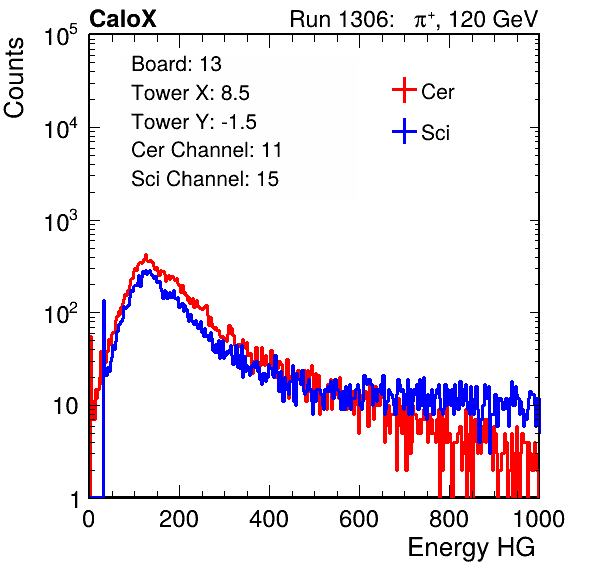 CaloX Run 1306: π⁺, 120 GeV
Counts
Board: 13
Tower X: 8.5
Tower Y: -1.5
Cer Channel: 11
Sci Channel: 15
Cer
Sci
10⁵
10⁴
10³
10²
10
1
0 200 400 600 800 1000
Energy HG